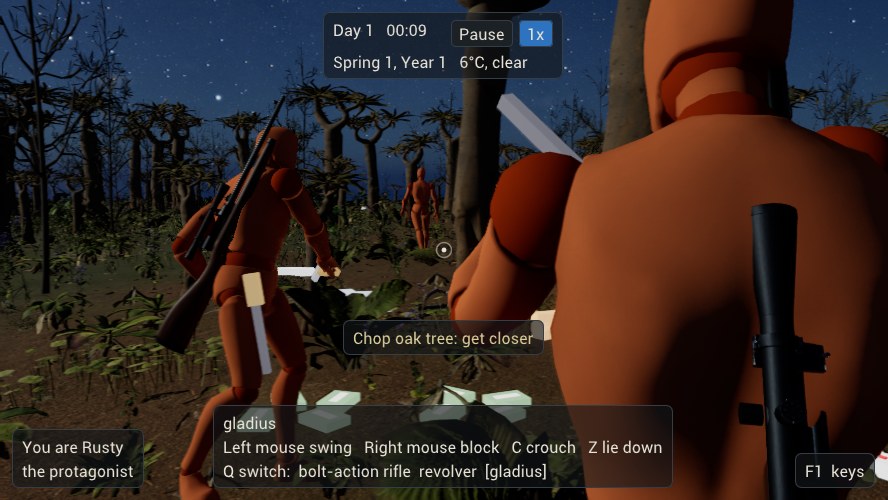 Day 1 00:09 Pause 1x
Spring 1, Year 1 6°C, clear
Chop oak tree: get closer
gladius
Left mouse swing Right mouse block C crouch Z lie down
Q switch: bolt-action rifle revolver [gladius]
You are Rusty
the protagonist
F1 keys